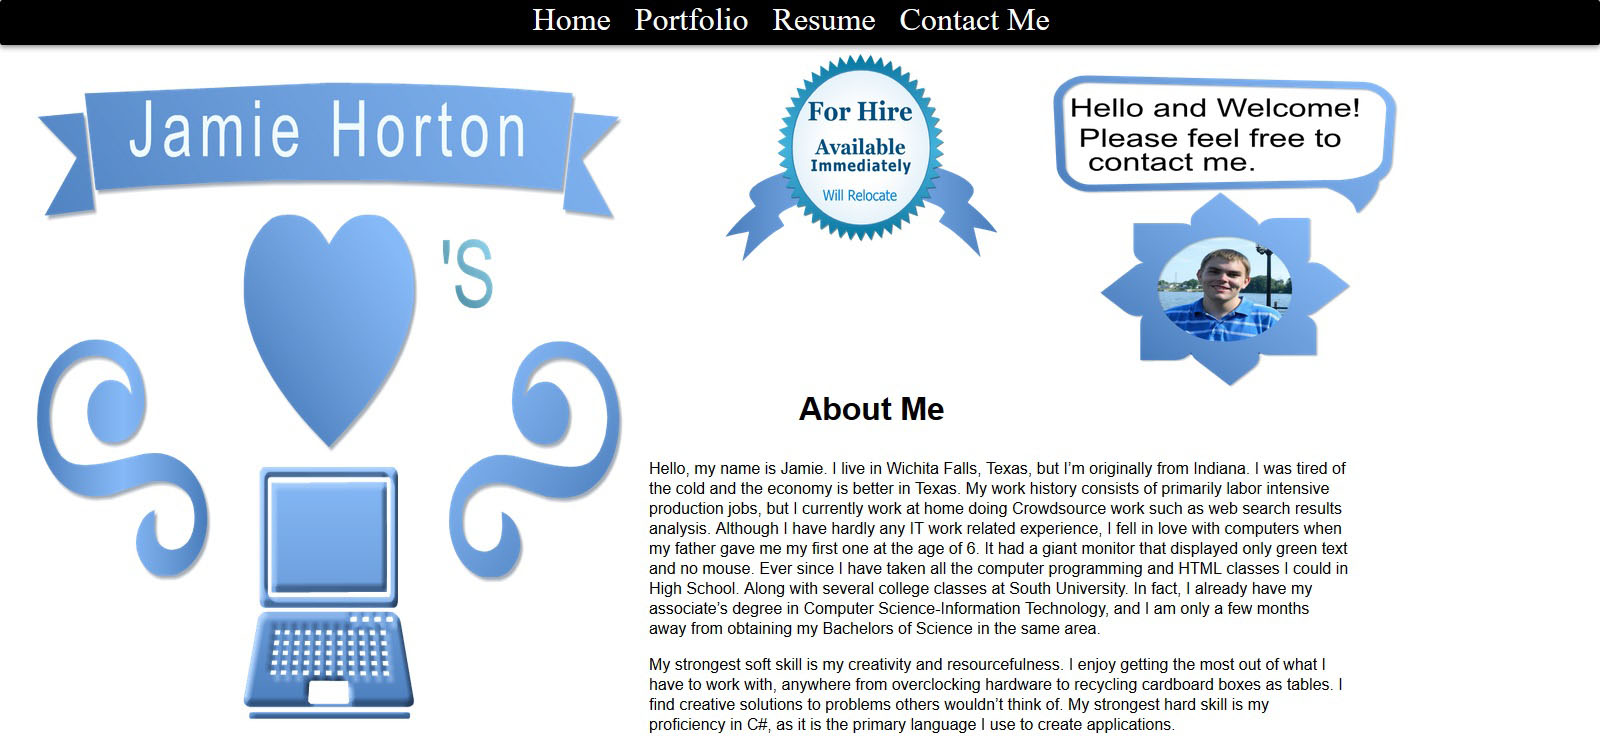 Home Portfolio Resume Contact Me
Jamie Horton
'S
For Hire
Available
Immediately
Will Relocate
Hello and Welcome!
Please feel free to
contact me.
About Me
Hello, my name is Jamie. I live in Wichita Falls, Texas, but I’m originally from Indiana. I was tired of
the cold and the economy is better in Texas. My work history consists of primarily labor intensive
production jobs, but I currently work at home doing Crowdsource work such as web search results
analysis. Although I have hardly any IT work related experience, I fell in love with computers when
my father gave me my first one at the age of 6. It had a giant monitor that displayed only green text
and no mouse. Ever since I have taken all the computer programming and HTML classes I could in
High School. Along with several college classes at South University. In fact, I already have my
associate’s degree in Computer Science-Information Technology, and I am only a few months
away from obtaining my Bachelors of Science in the same area.
My strongest soft skill is my creativity and resourcefulness. I enjoy getting the most out of what I
have to work with, anywhere from overclocking hardware to recycling cardboard boxes as tables. I
find creative solutions to problems others wouldn’t think of. My strongest hard skill is my
proficiency in C#, as it is the primary language I use to create applications.